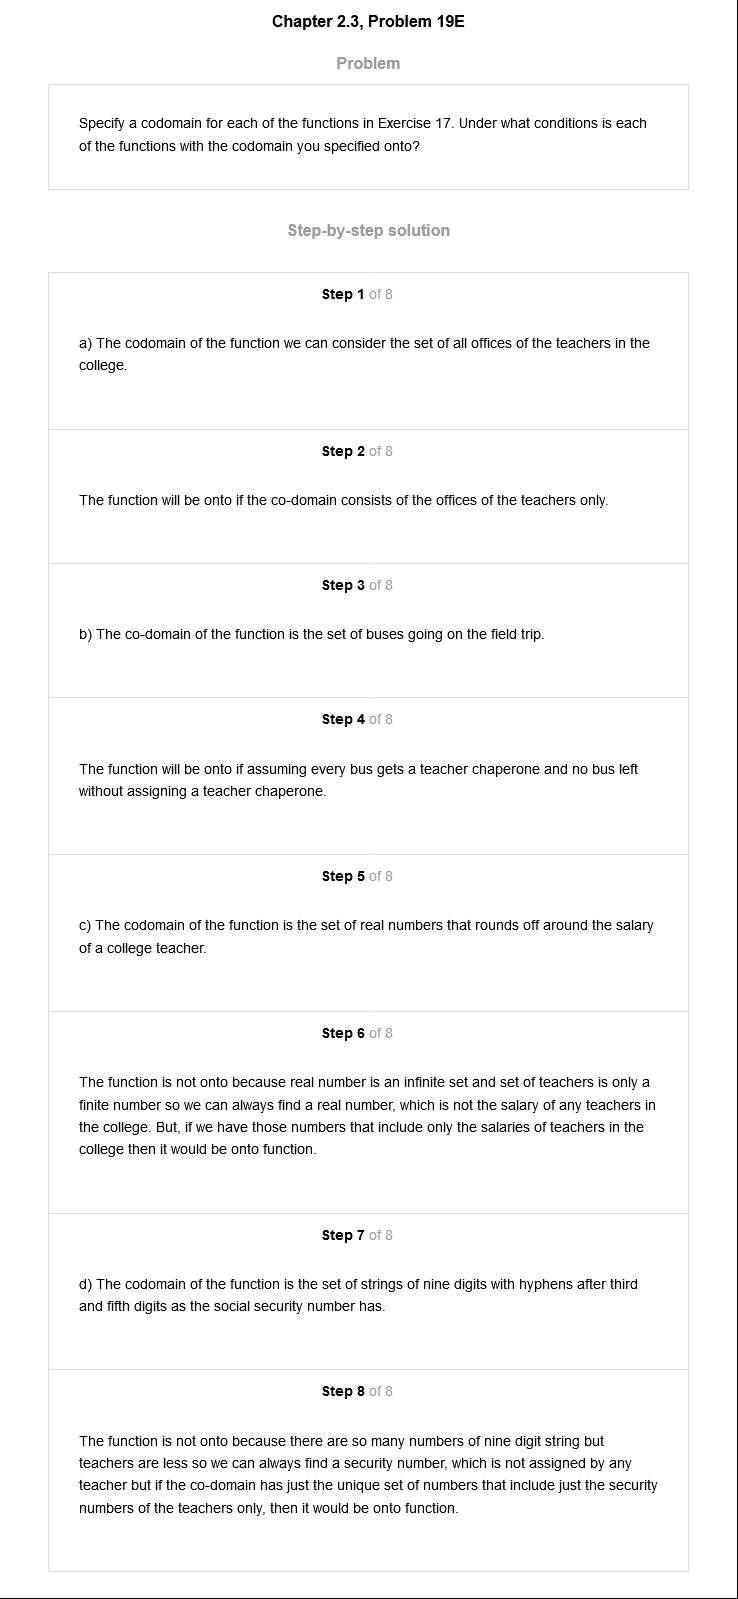 Chapter 2.3, Problem 19E
Problem
Specify a codomain for each of the functions in Exercise 17. Under what conditions is each
of the functions with the codomain you specified onto?
Step-by-step solution
Step 1 of 8
a) The codomain of the function we can consider the set of all offices of the teachers in the
college.
Step 2 of 8
The function will be onto if the co-domain consists of the offices of the teachers only.
Step 3 of 8
b) The co-domain of the function is the set of buses going on the field trip.
Step 4 of 8
The function will be onto if assuming every bus gets a teacher chaperone and no bus left
without assigning a teacher chaperone.
Step 5 of 8
c) The codomain of the function is the set of real numbers that rounds off around the salary
of a college teacher.
Step 6 of 8
The function is not onto because real number is an infinite set and set of teachers is only a
finite number so we can always find a real number, which is not the salary of any teachers in
the college. But, if we have those numbers that include only the salaries of teachers in the
college then it would be onto function.
Step 7 of 8
d) The codomain of the function is the set of strings of nine digits with hyphens after third
and fifth digits as the social security number has.
Step 8 of 8
The function is not onto because there are so many numbers of nine digit string but
teachers are less so we can always find a security number, which is not assigned by any
teacher but if the co-domain has just the unique set of numbers that include just the security
numbers of the teachers only, then it would be onto function.